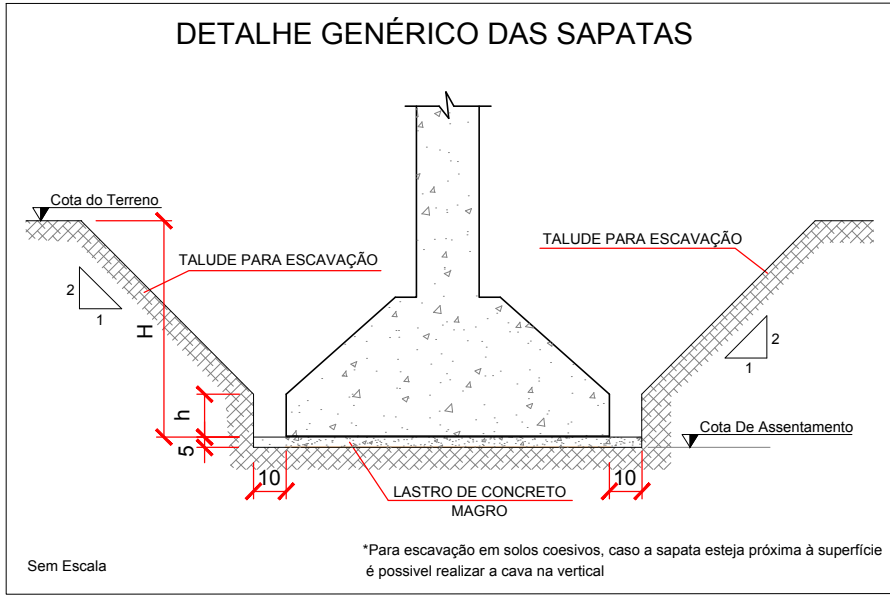 DETALHE GENÉRICO DAS SAPATAS
Cota do Terreno
TALUDE PARA ESCAVAÇÃO
TALUDE PARA ESCAVAÇÃO
2
1
H
2
1
h
Cota De Assentamento
5
10
10
LASTRO DE CONCRETO
MAGRO
*Para escavação em solos coesivos, caso a sapata esteja próxima à superfície
é possivel realizar a cava na vertical
Sem Escala